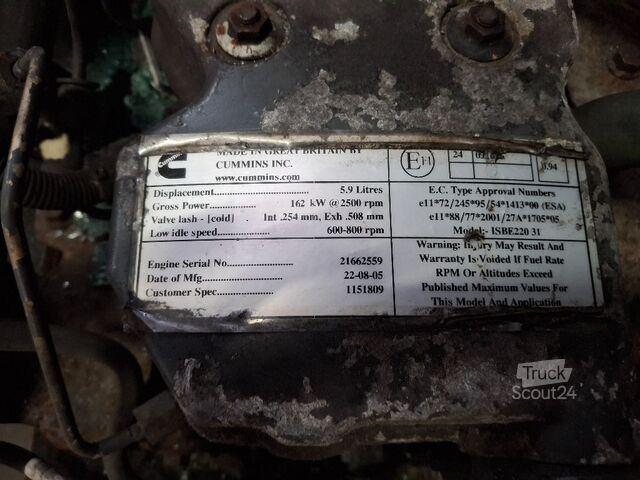 MADE IN GREAT BRITAIN BY
CUMMINS INC.
www.cummins.com
Displacement 5.9 Litres
Gross Power 162 kW @ 2500 rpm
Valve lash - [cold] Int .254 mm, Exh .508 mm
Low idle speed 600-800 rpm
Engine Serial No 21662559
Date of Mfg 22-08-05
Customer Spec 1151809
E11
24
0.94
E.C. Type Approval Numbers
e11*72/245*95/54*1413*00 (ESA)
e11*88/77*2001/27A*1705*05
Model: ISBE220 31
Warning: Injury May Result And
Warranty Is Voided If Fuel Rate
RPM Or Altitudes Exceed
Published Maximum Values For
This Model And Application
Truck
Scout24